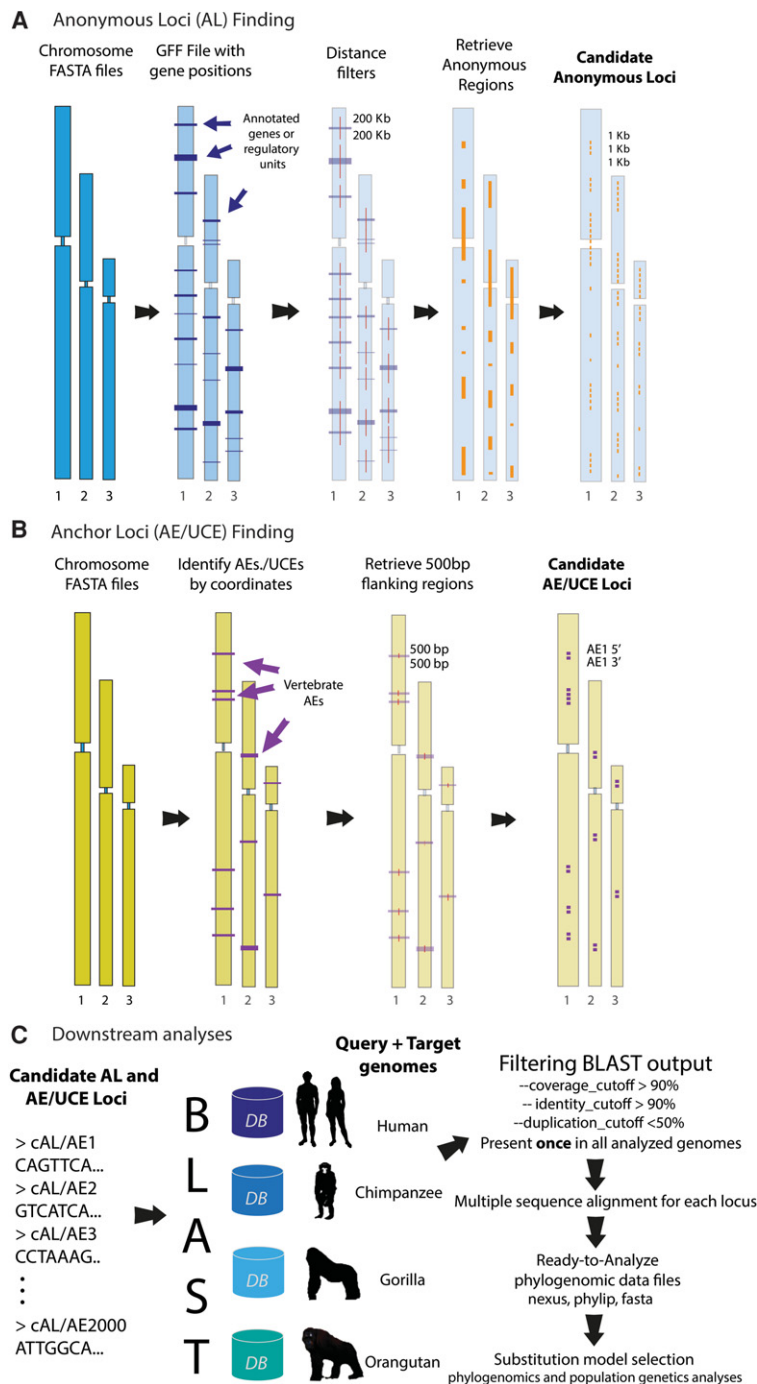 A Anonymous Loci (AL) Finding
Chromosome
FASTA files
GFF File with
gene positions
Distance
filters
Retrieve
Anonymous
Regions
Candidate
Anonymous Loci
Annotated
genes or
regulatory
units
200 Kb
200 Kb
1 Kb
1 Kb
1 Kb
1 2 3
1 2 3
1 2 3
1 2 3
1 2 3
B Anchor Loci (AE/UCE) Finding
Chromosome
FASTA files
Identify AEs./UCEs
by coordinates
Retrieve 500bp
flanking regions
Candidate
AE/UCE Loci
Vertebrate
AEs
500 bp
500 bp
AE1 5'
AE1 3'
1 2 3
1 2 3
1 2 3
1 2 3
C Downstream analyses
Candidate AL and
AE/UCE Loci
> cAL/AE1
CAGTTCA...
> cAL/AE2
GTCATCA...
> cAL/AE3
CCTAAAG..
> cAL/AE2000
ATTGGCA...
B
L
A
S
T
Query + Target
genomes
DB
Human
DB
Chimpanzee
DB
Gorilla
DB
Orangutan
Filtering BLAST output
--coverage_cutoff > 90%
-- identity_cutoff > 90%
--duplication_cutoff <50%
Present once in all analyzed genomes
Multiple sequence alignment for each locus
Ready-to-Analyze
phylogenomic data files
nexus, phylip, fasta
Substitution model selection
phylogenomics and population genetics analyses